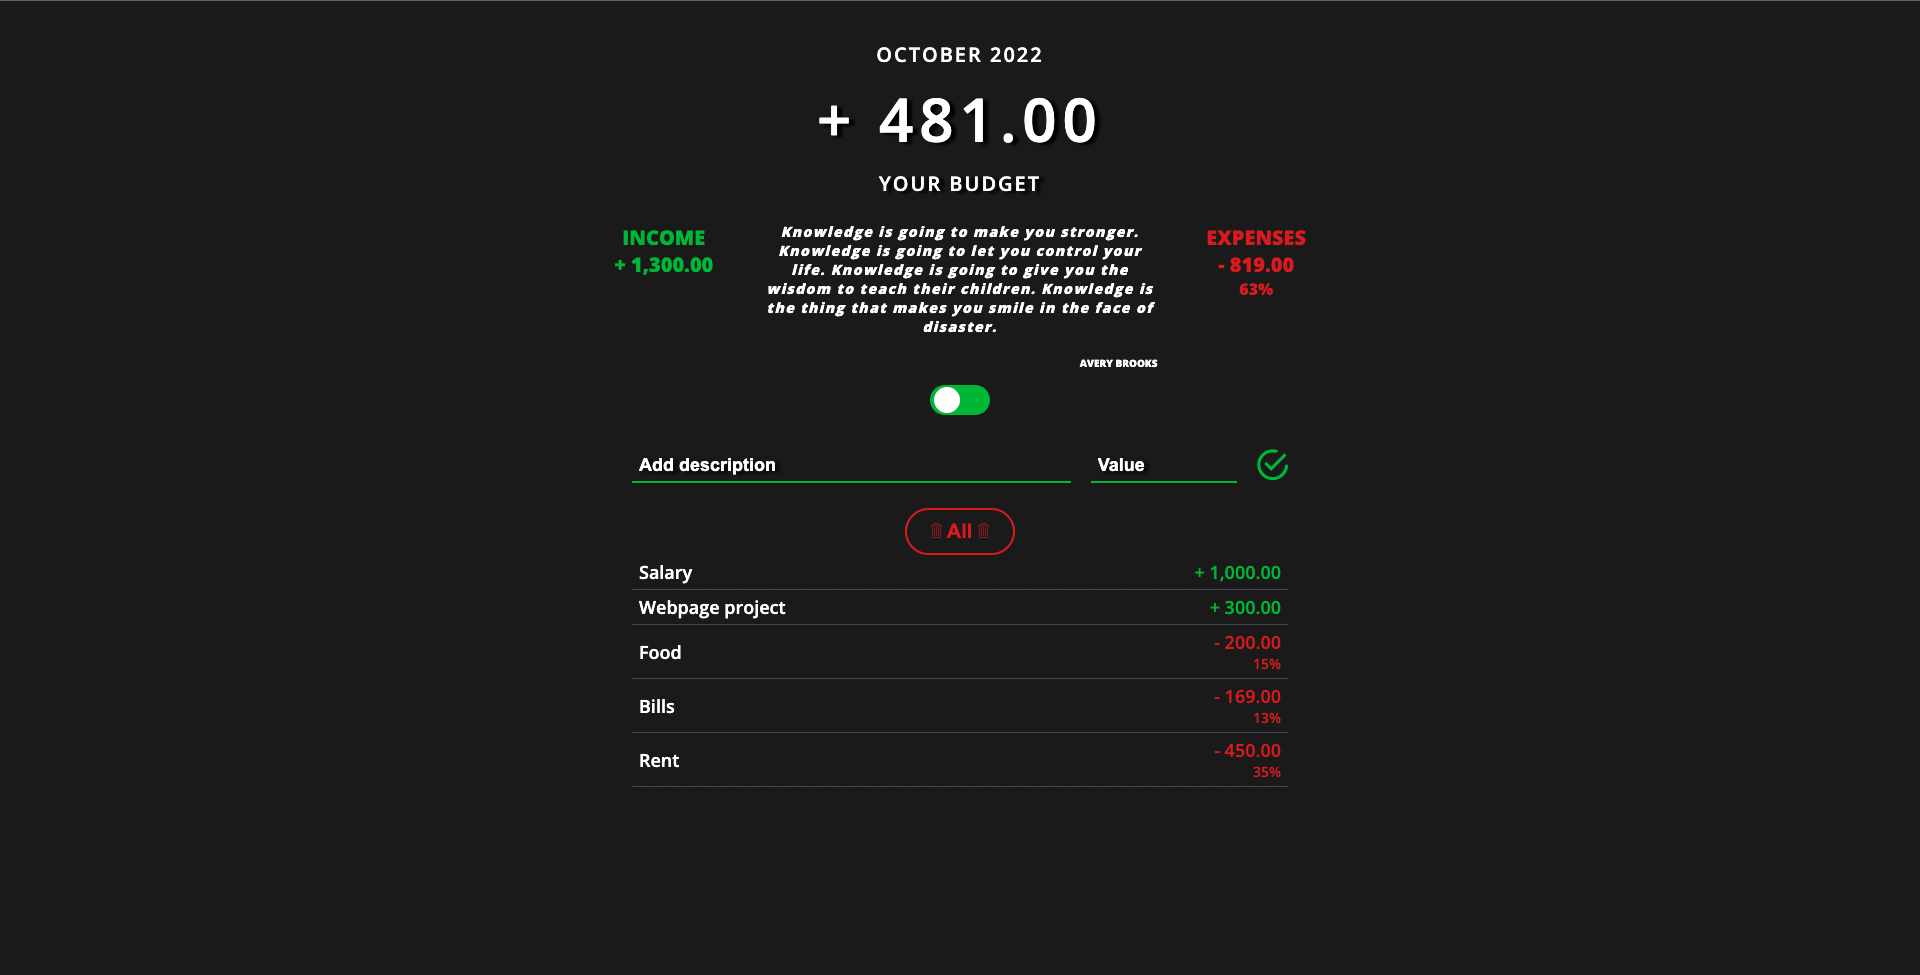 OCTOBER 2022
+ 481.00
YOUR BUDGET
INCOME
+ 1,300.00
Knowledge is going to make you stronger.
Knowledge is going to let you control your
life. Knowledge is going to give you the
wisdom to teach their children. Knowledge is
the thing that makes you smile in the face of
disaster.
AVERY BROOKS
EXPENSES
- 819.00
63%
Add description
Value
All
Salary
+ 1,000.00
Webpage project
+ 300.00
Food
- 200.00
15%
Bills
- 169.00
13%
Rent
- 450.00
35%